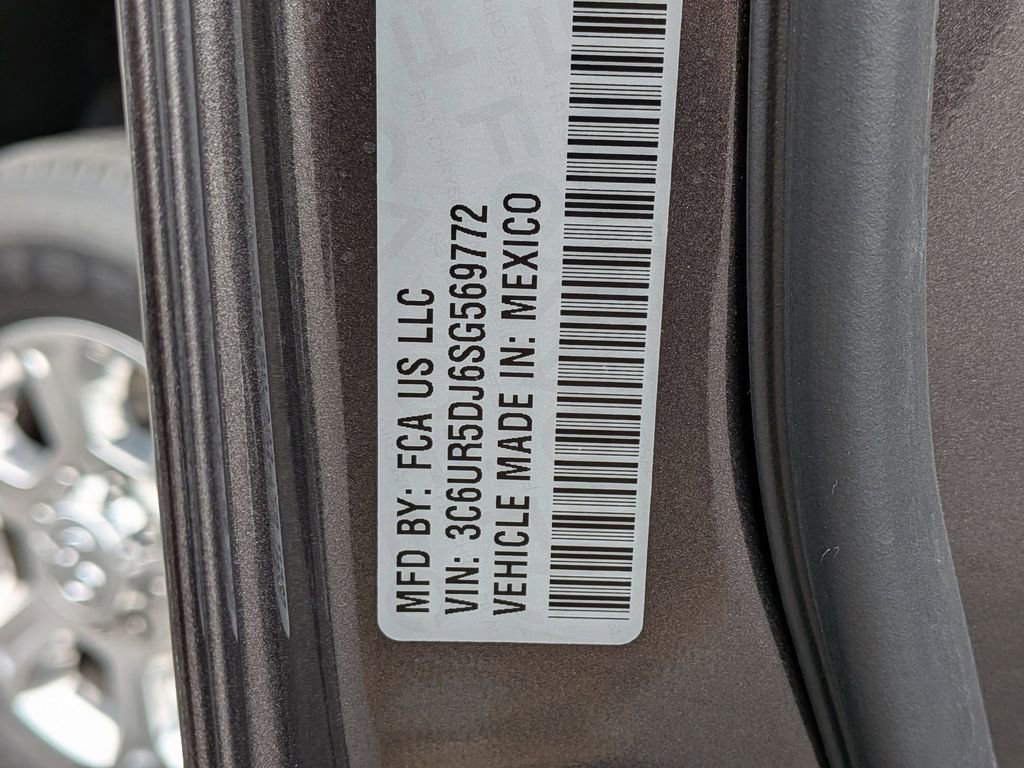 MFD BY: FCA US LLC
VIN: 3C6UR5DJ6SG569772
VEHICLE MADE IN: MEXICO